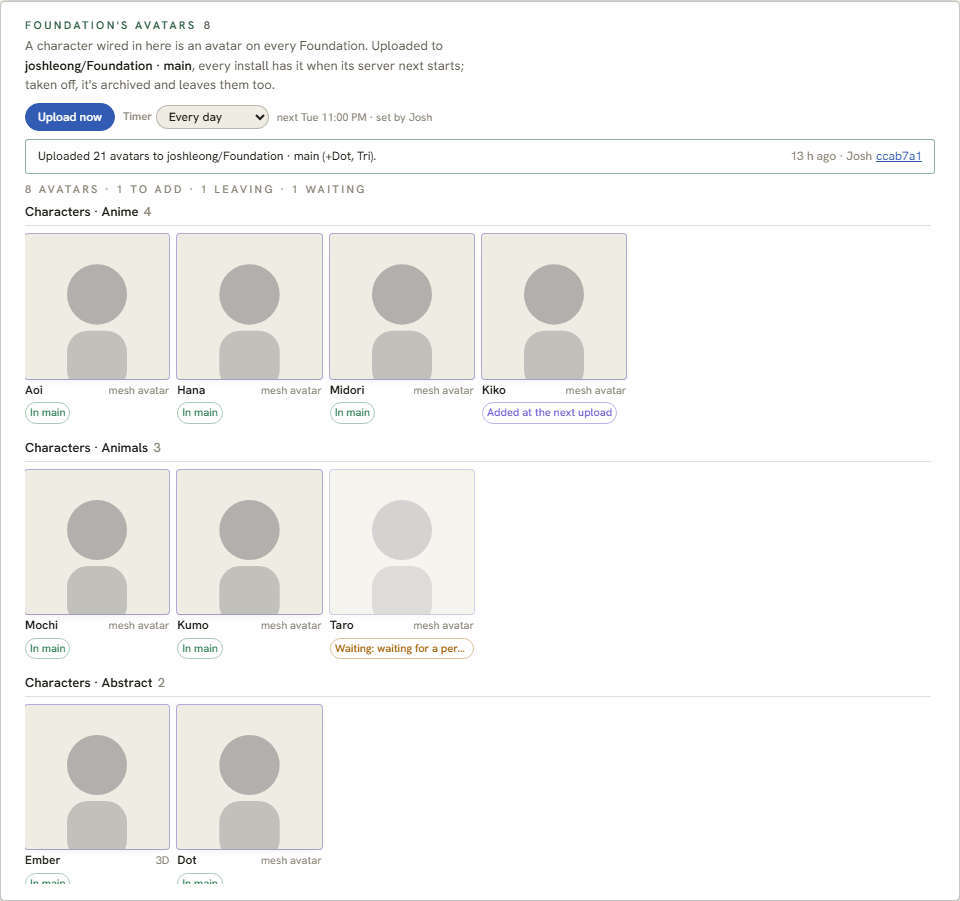 FOUNDATION'S AVATARS 8
A character wired in here is an avatar on every Foundation. Uploaded to
joshleong/Foundation · main, every install has it when its server next starts;
taken off, it's archived and leaves them too.
Upload now Timer Every day next Tue 11:00 PM · set by Josh
Uploaded 21 avatars to joshleong/Foundation · main (+Dot, Tri). 13 h ago · Josh ccab7a1
8 AVATARS · 1 TO ADD · 1 LEAVING · 1 WAITING
Characters · Anime 4
Aoi mesh avatar Hana mesh avatar Midori mesh avatar Kiko mesh avatar
In main In main In main Added at the next upload
Characters · Animals 3
Mochi mesh avatar Kumo mesh avatar Taro mesh avatar
In main In main Waiting: waiting for a per...
Characters · Abstract 2
Ember 3D Dot mesh avatar
In main In main